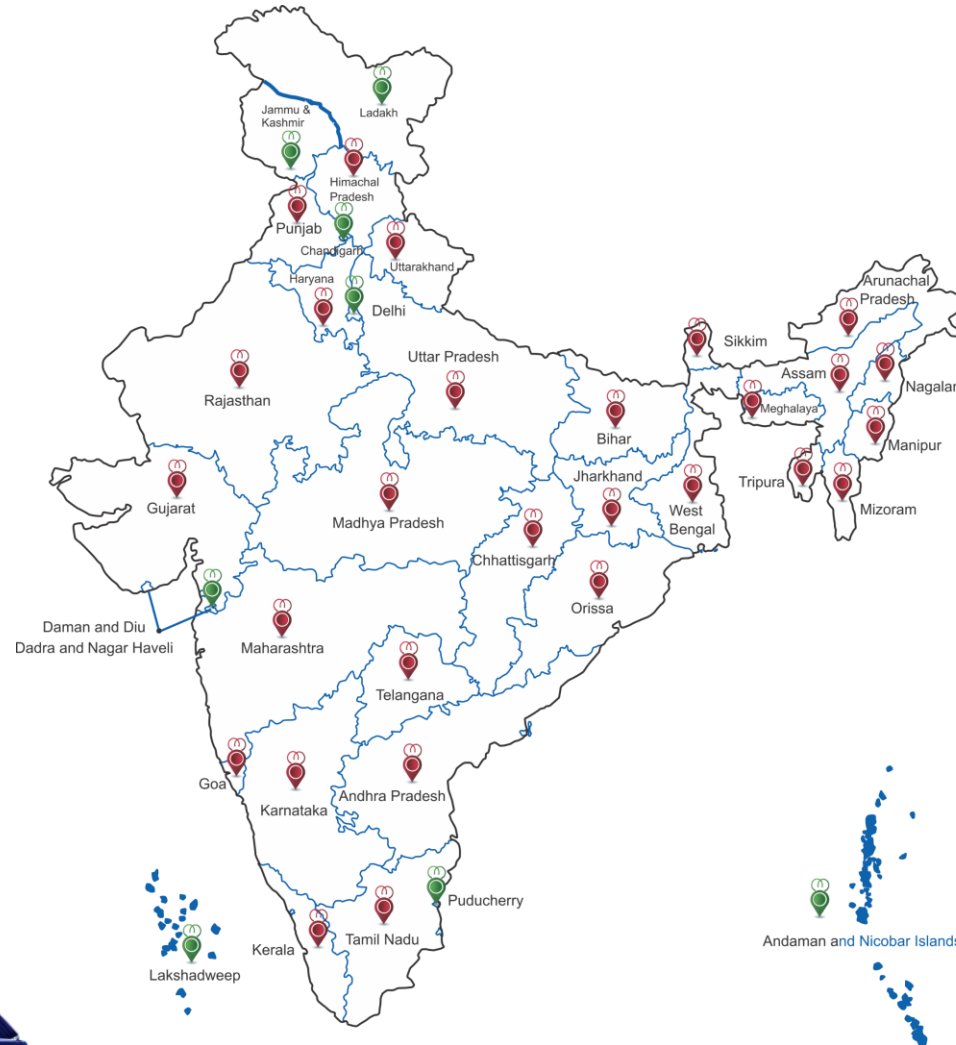 Ladakh
Jammu &
Kashmir
Himachal
Pradesh
Punjab
Chandigarh
Uttarakhand
Haryana
Delhi
Arunachal
Pradesh
Sikkim
Uttar Pradesh
Assam
Nagalan
Rajasthan
Meghalaya
Bihar
Manipur
Jharkhand
Tripura
Gujarat
West
Bengal
Mizoram
Madhya Pradesh
Chhattisgarh
Orissa
Daman and Diu
Dadra and Nagar Haveli
Maharashtra
Telangana
Goa
Karnataka
Andhra Pradesh
Puducherry
Kerala
Tamil Nadu
Andaman and Nicobar Islands
Lakshadweep